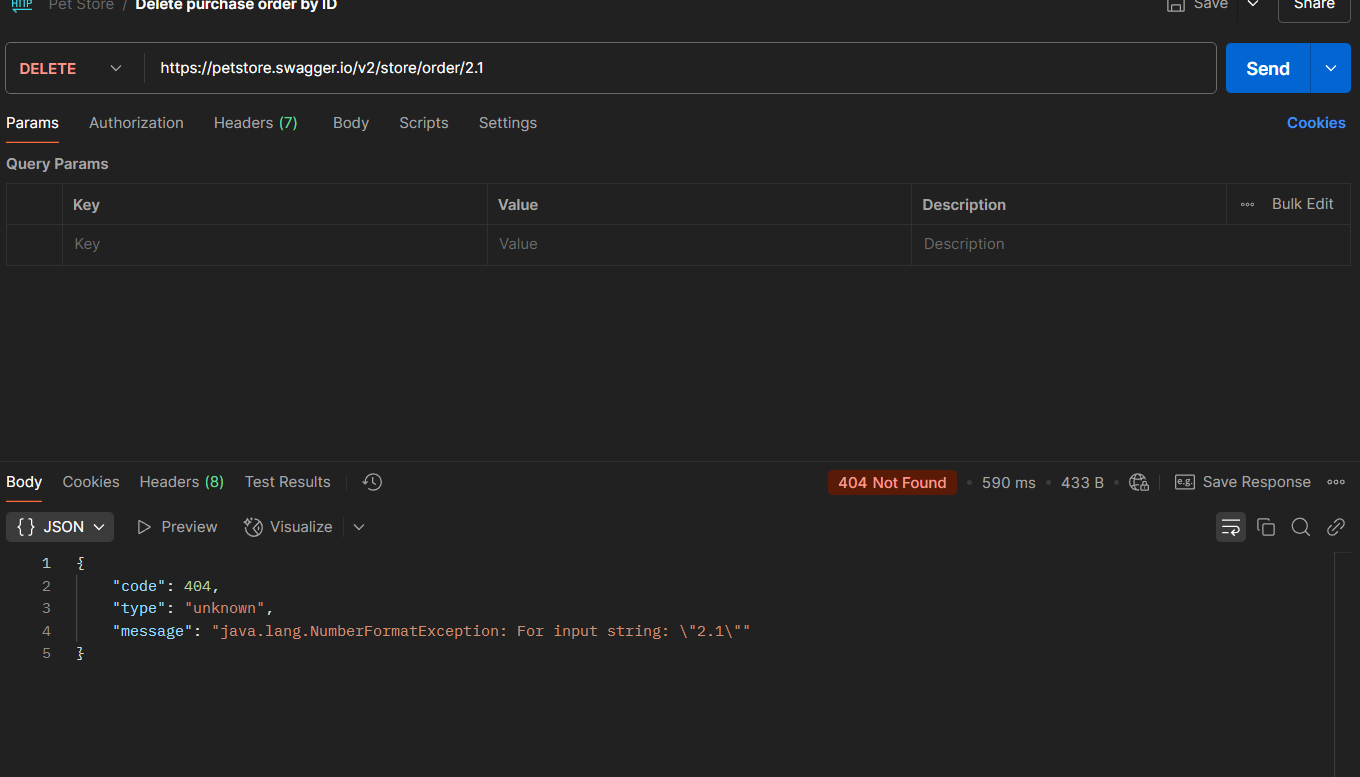 HTTP Pet Store / Delete purchase order by ID Save Share
DELETE https://petstore.swagger.io/v2/store/order/2.1 Send
Params Authorization Headers (7) Body Scripts Settings Cookies
Query Params
Key Value Description Bulk Edit
Key Value Description
Body Cookies Headers (8) Test Results 404 Not Found • 590 ms • 433 B • e.g. Save Response
{} JSON Preview Visualize
1 {
2 "code": 404,
3 "type": "unknown",
4 "message": "java.lang.NumberFormatException: For input string: \"2.1\""
5 }